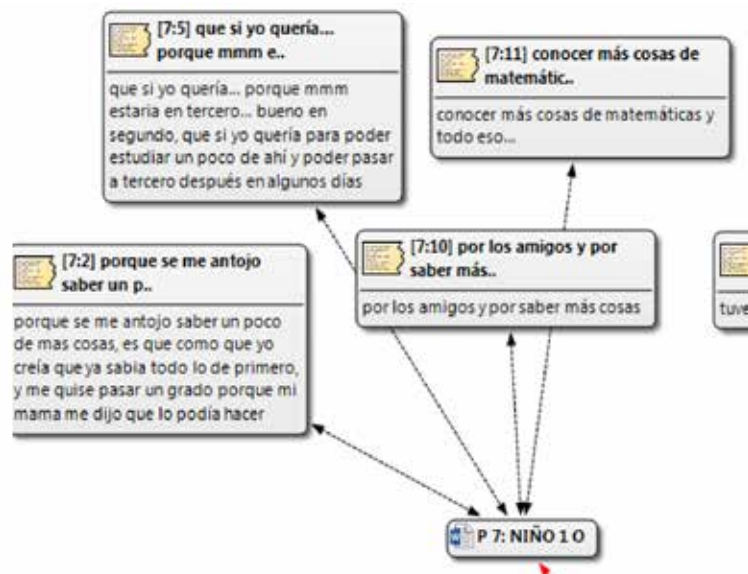 [7:5] que si yo quería...
porque mmm e..
que si yo quería... porque mmm
estaria en tercero... bueno en
segundo, que si yo quería para poder
estudiar un poco de ahí y poder pasar
a tercero después en algunos días
[7:11] conocer más cosas de
matemátic..
conocer más cosas de matemáticas y
todo eso...
[7:2] porque se me antojo
saber un p..
porque se me antojo saber un poco
de mas cosas, es que como que yo
creía que ya sabia todo lo de primero,
y me quise pasar un grado porque mi
mama me dijo que lo podía hacer
[7:10] por los amigos y por
saber más..
por los amigos y por saber más cosas
tuve
P 7: NIÑO 1 O